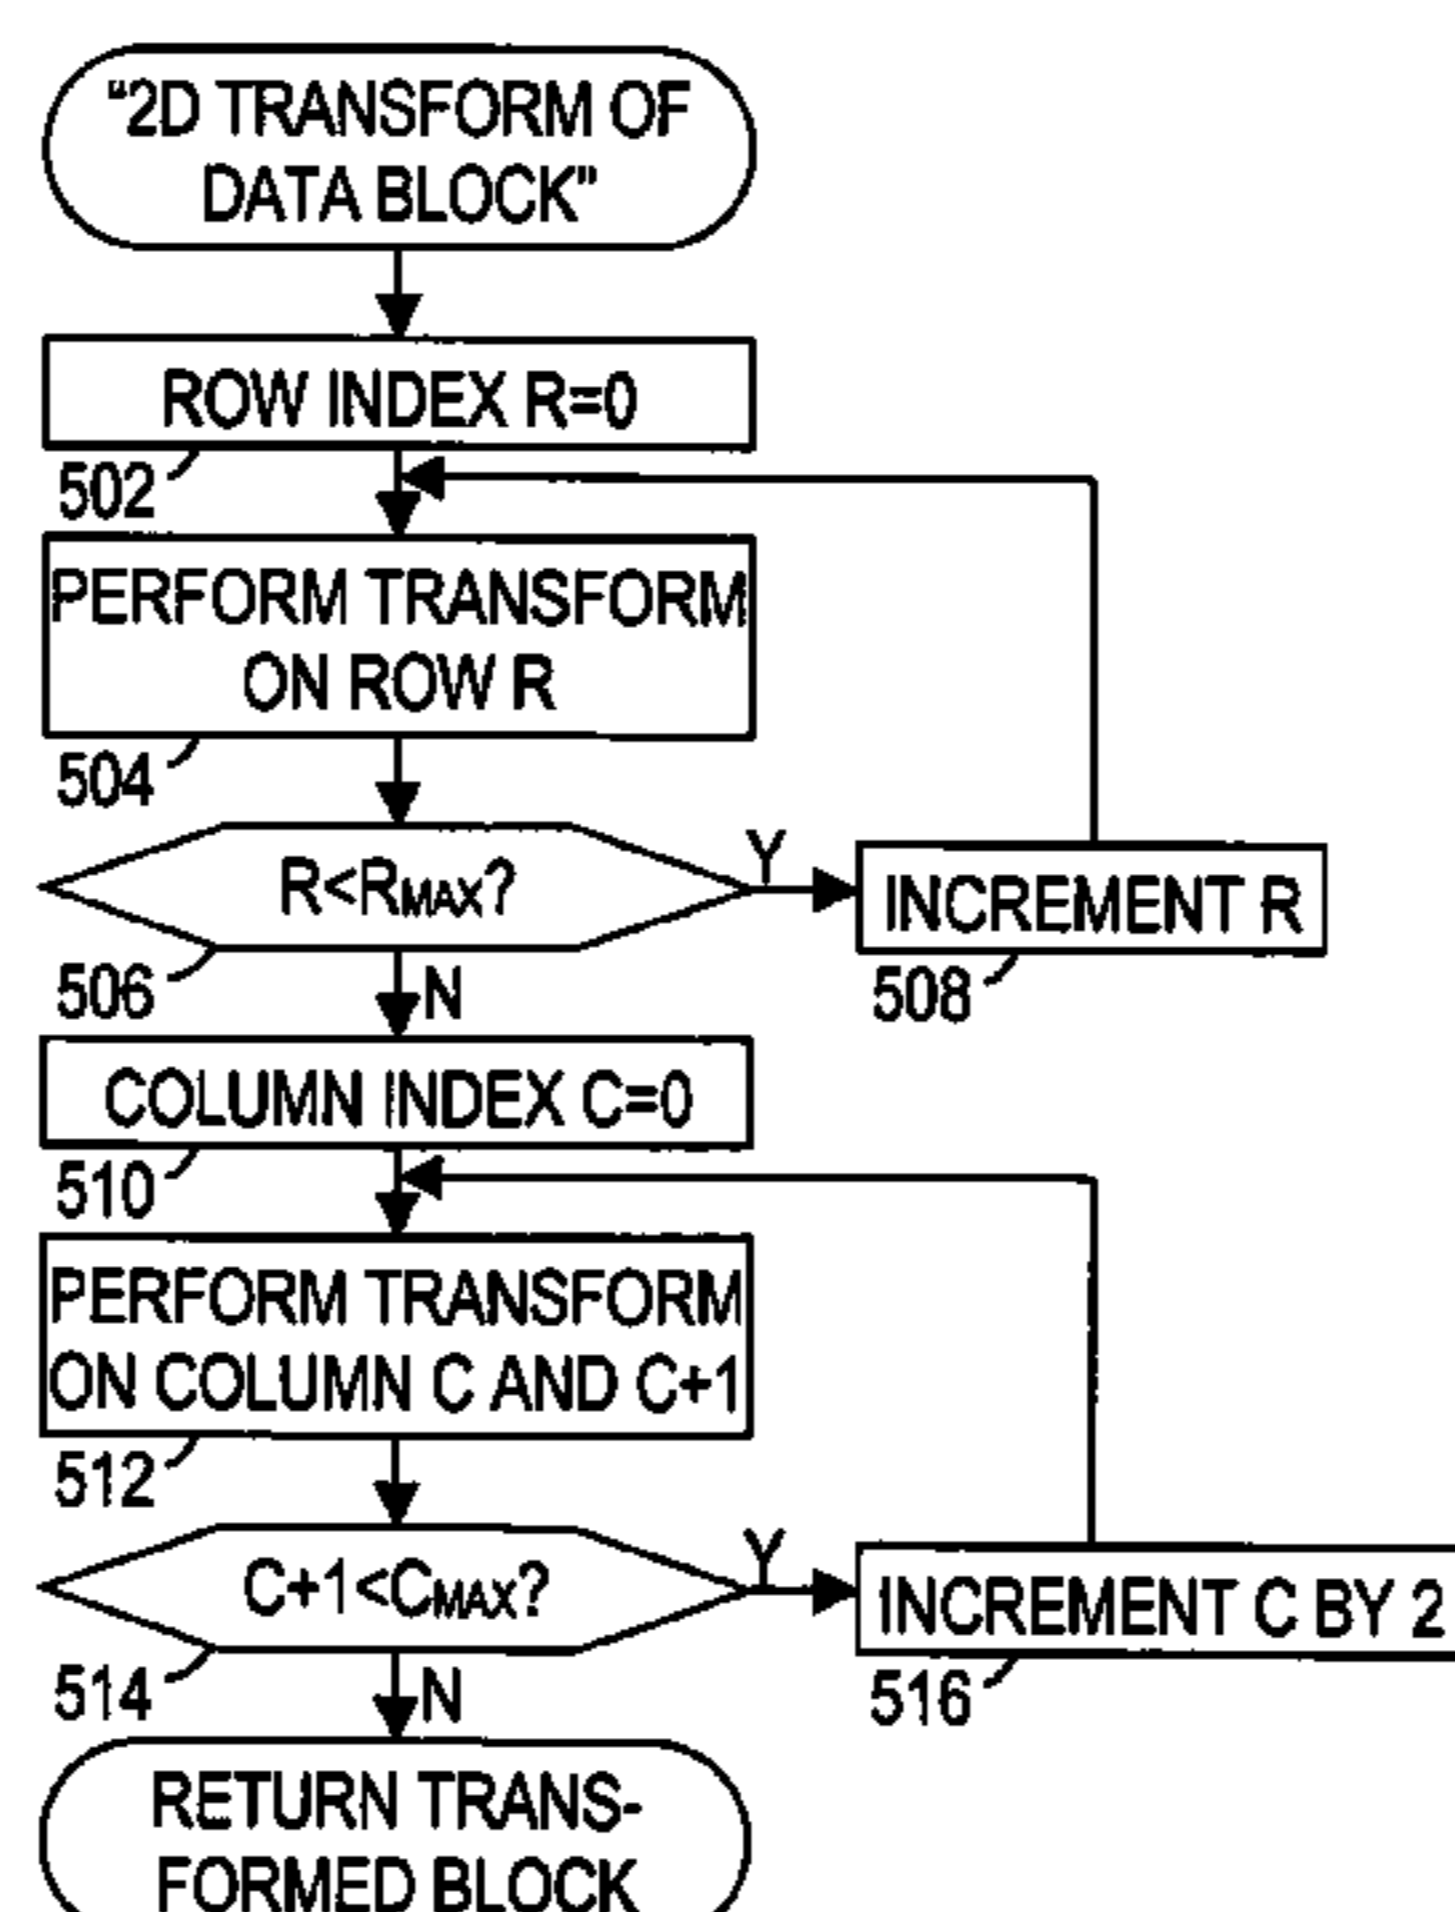 “2D TRANSFORM OF
DATA BLOCK”
ROW INDEX R=0
502
PERFORM TRANSFORM
ON ROW R
504
R<RMAX?
Y
INCREMENT R
506
N
508
COLUMN INDEX C=0
510
PERFORM TRANSFORM
ON COLUMN C AND C+1
512
C+1<CMAX?
Y
INCREMENT C BY 2
514
N
516
RETURN TRANS-
FORMED BLOCK